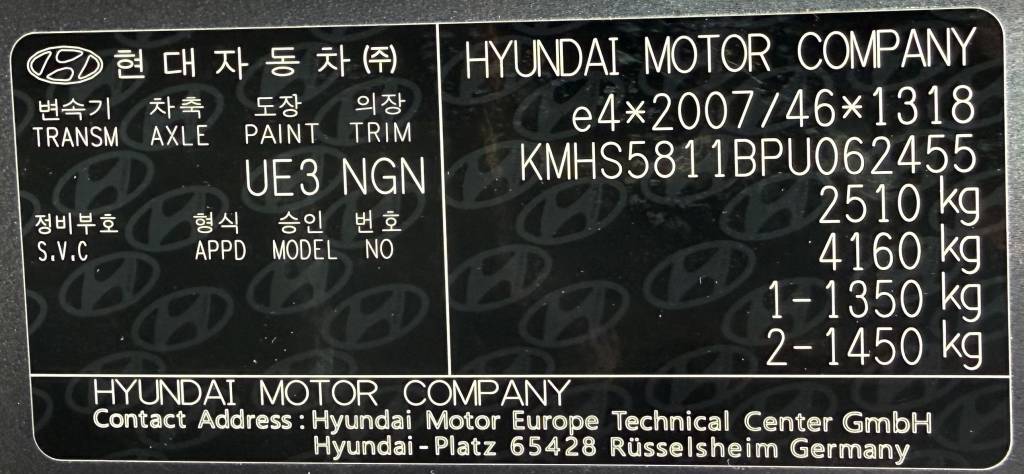 현대자동차(주)
변속기 차축 도장 의장
TRANSM AXLE PAINT TRIM
UE3 NGN
정비부호 형식 승인 번호
S.V.C APPD MODEL NO
HYUNDAI MOTOR COMPANY
e4*2007/46*1318
KMHS5811BPU062455
2510 kg
4160 kg
1-1350 kg
2-1450 kg
HYUNDAI MOTOR COMPANY
Contact Address : Hyundai Motor Europe Technical Center GmbH
Hyundai-Platz 65428 Rüsselsheim Germany